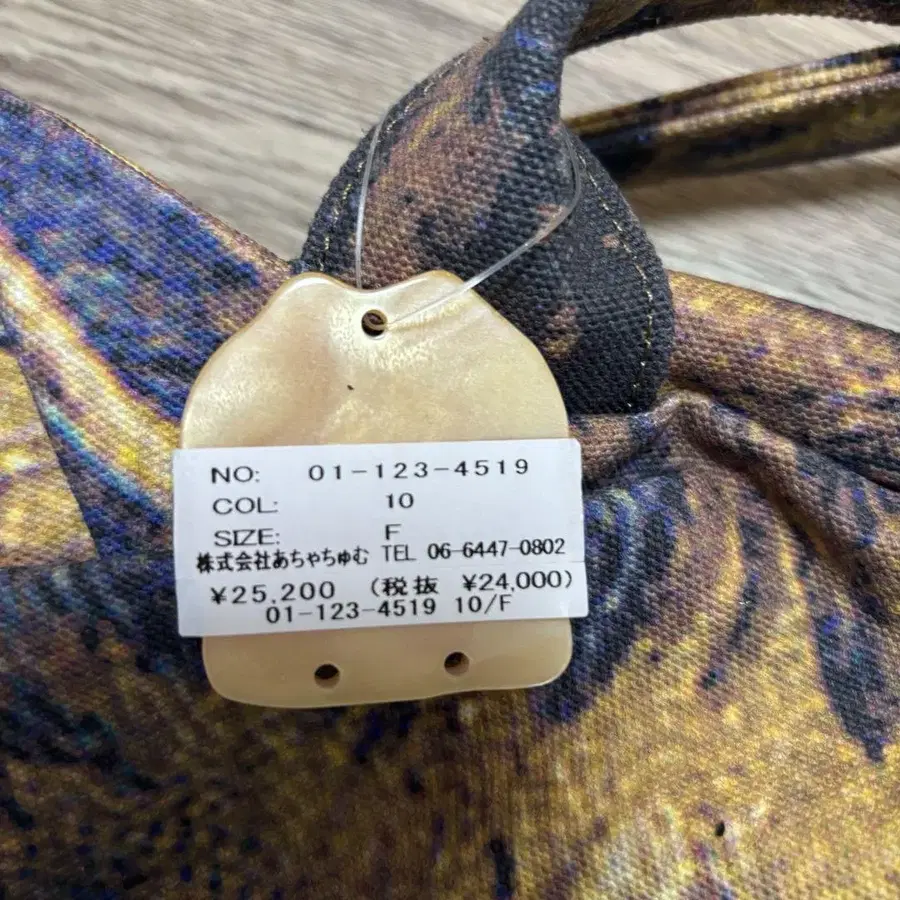 NO: 01-123-4519
COL: 10
SIZE: F
株式会社あちゃちゅむ TEL 06-6447-0802
¥25,200 (税抜 ¥24,000)
01-123-4519 10/F